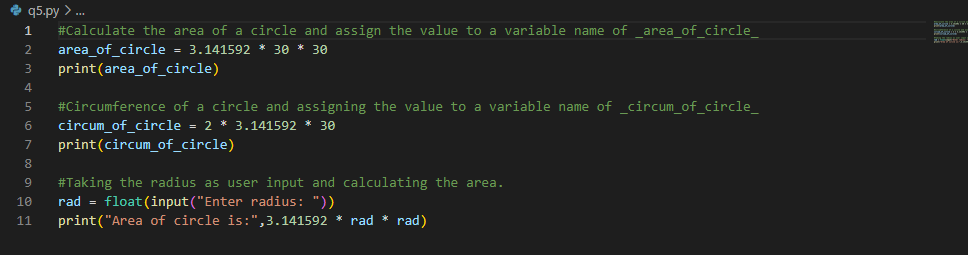 q5.py > ...
1 #Calculate the area of a circle and assign the value to a variable name of _area_of_circle_
2 area_of_circle = 3.141592 * 30 * 30
3 print(area_of_circle)
4
5 #Circumference of a circle and assigning the value to a variable name of _circum_of_circle_
6 circum_of_circle = 2 * 3.141592 * 30
7 print(circum_of_circle)
8
9 #Taking the radius as user input and calculating the area.
10 rad = float(input("Enter radius: "))
11 print("Area of circle is:",3.141592 * rad * rad)